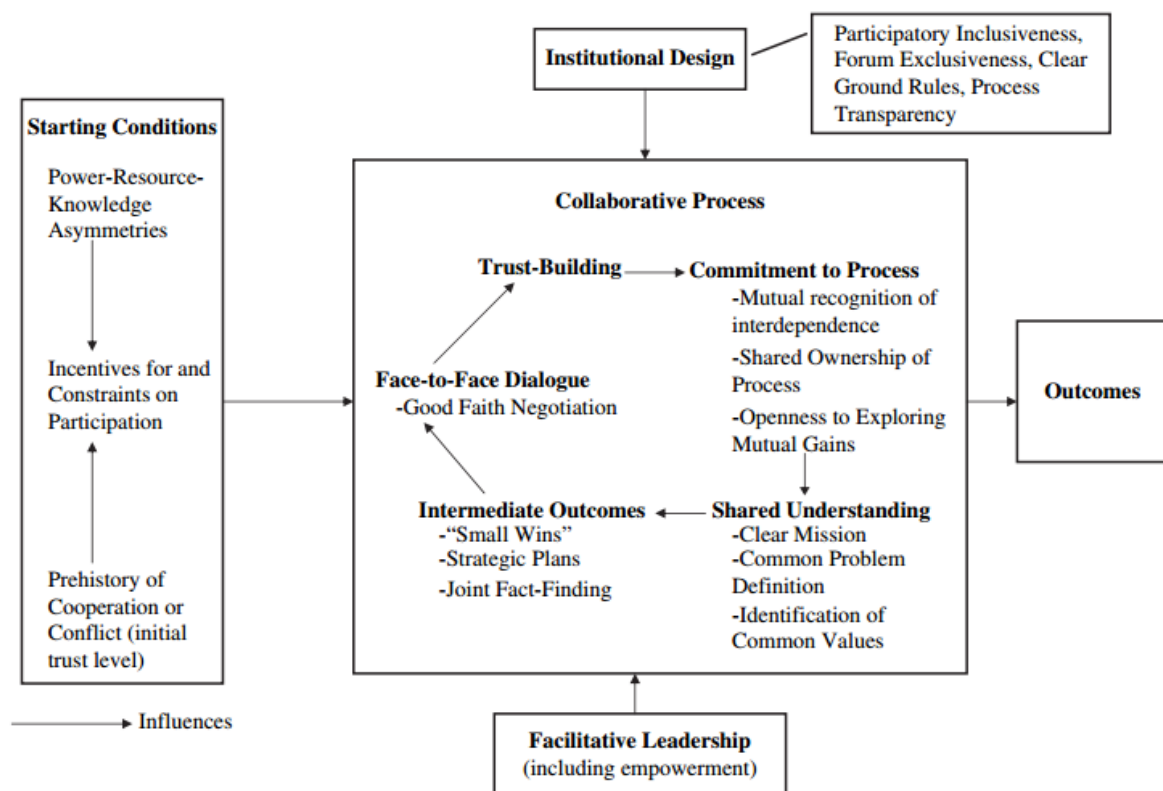 Institutional Design
Participatory Inclusiveness,
Forum Exclusiveness, Clear
Ground Rules, Process
Transparency
Starting Conditions
Power-Resource-
Knowledge
Asymmetries
Incentives for and
Constraints on
Participation
Prehistory of
Cooperation or
Conflict (initial
trust level)
Influences
Collaborative Process
Trust-Building
Commitment to Process
-Mutual recognition of
interdependence
-Shared Ownership of
Process
-Openness to Exploring
Mutual Gains
Face-to-Face Dialogue
-Good Faith Negotiation
Intermediate Outcomes
-“Small Wins”
-Strategic Plans
-Joint Fact-Finding
Shared Understanding
-Clear Mission
-Common Problem
Definition
-Identification of
Common Values
Outcomes
Facilitative Leadership
(including empowerment)